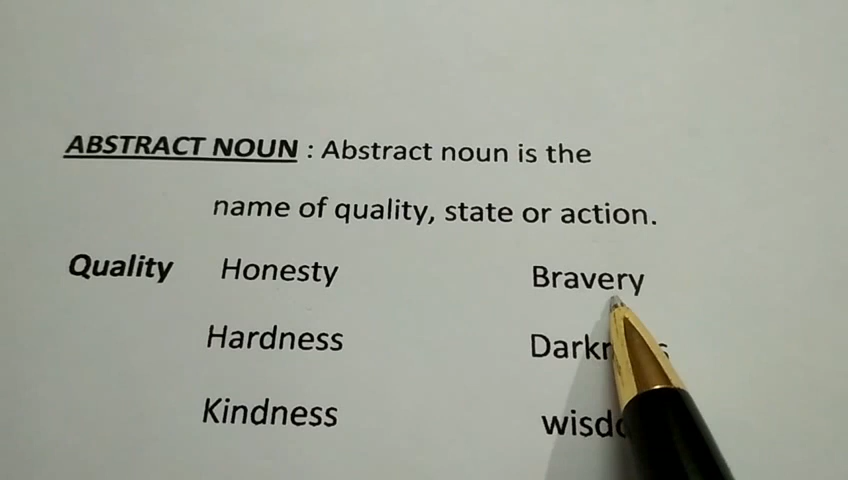 ABSTRACT NOUN : Abstract noun is the
name of quality, state or action.
Quality Honesty Bravery
Hardness
Kindness